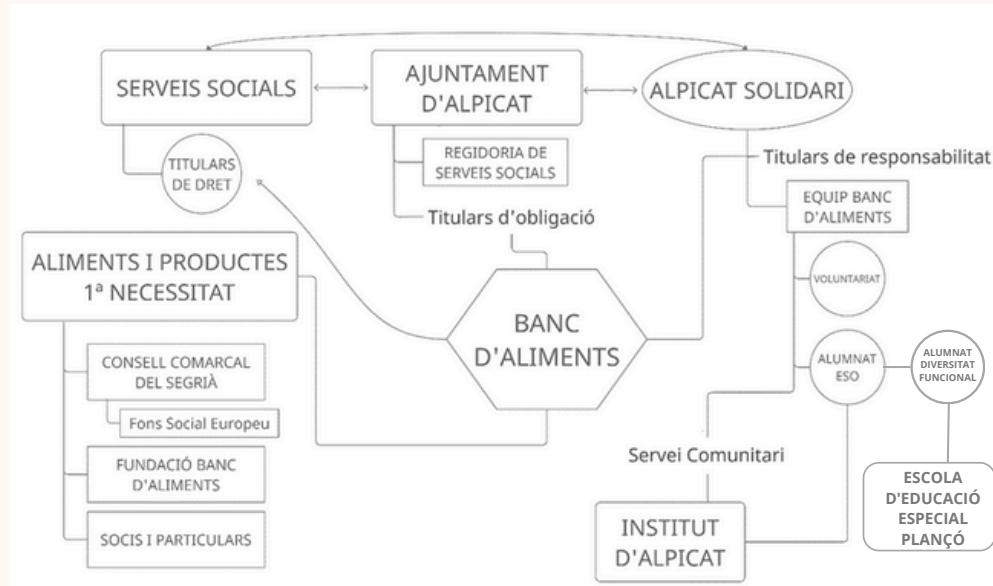 SERVEIS SOCIALS
AJUNTAMENT
D'ALPICAT
ALPICAT SOLIDARI
TITULARS
DE DRET
REGIDORIA DE
SERVEIS SOCIALS
Titulars d'obligació
Titulars de responsabilitat
EQUIP BANC
D'ALIMENTS
VOLUNTARIAT
ALIMENTS I PRODUCTES
1ª NECESSITAT
BANC
D'ALIMENTS
ALUMNAT
ESO
ALUMNAT
DIVERSITAT
FUNCIONAL
CONSELL COMARCAL
DEL SEGRIÀ
Fons Social Europeu
FUNDACIÓ BANC
D'ALIMENTS
SOCIS I PARTICULARS
Servei Comunitari
INSTITUT
D'ALPICAT
ESCOLA
D'EDUCACIÓ
ESPECIAL
PLANÇÓ